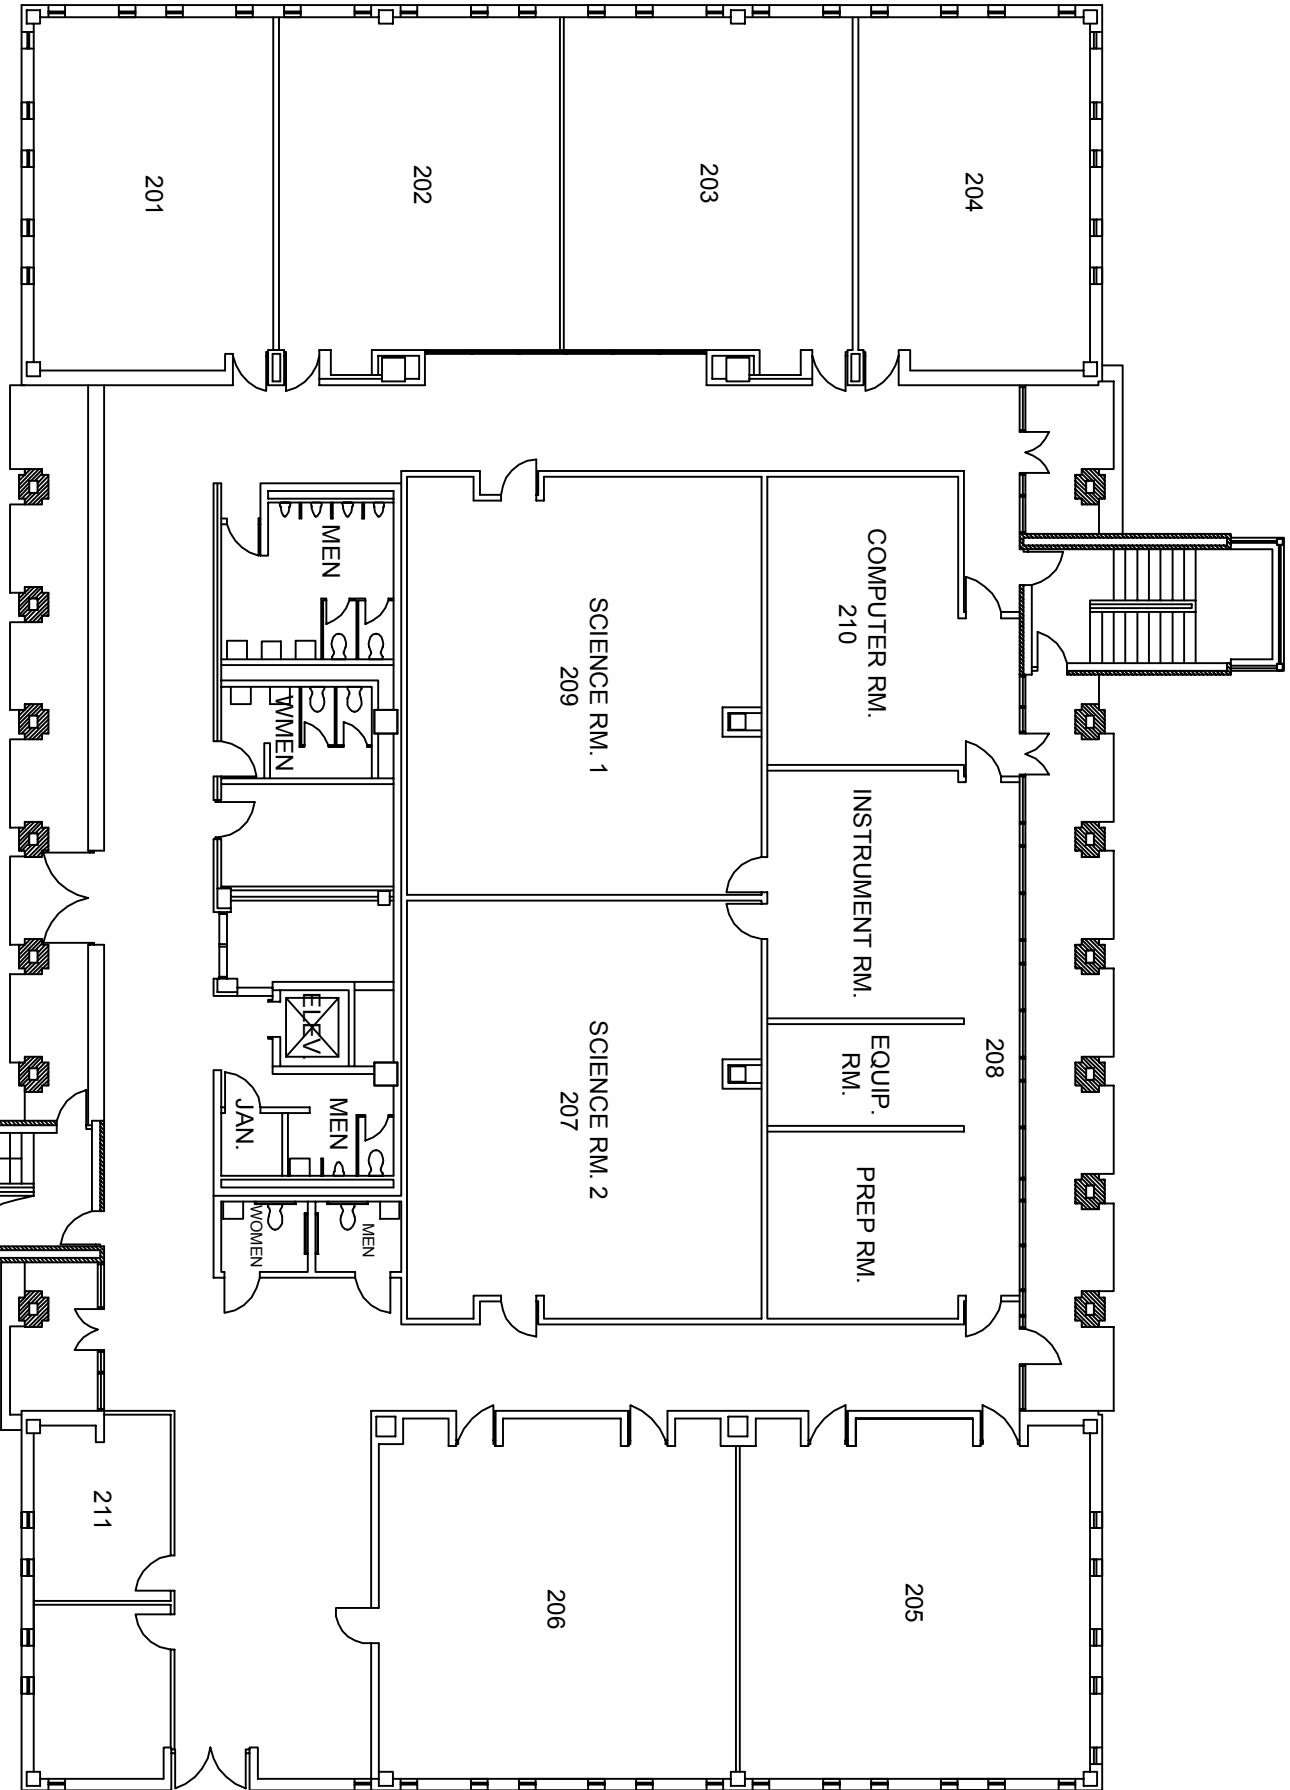 201
202
203
204
MEN
WMEN
ELEV.
JAN.
MEN
WOMEN
MEN
SCIENCE RM. 1
209
SCIENCE RM. 2
207
COMPUTER RM.
210
INSTRUMENT RM.
EQUIP.
RM.
PREP RM.
208
211
206
205